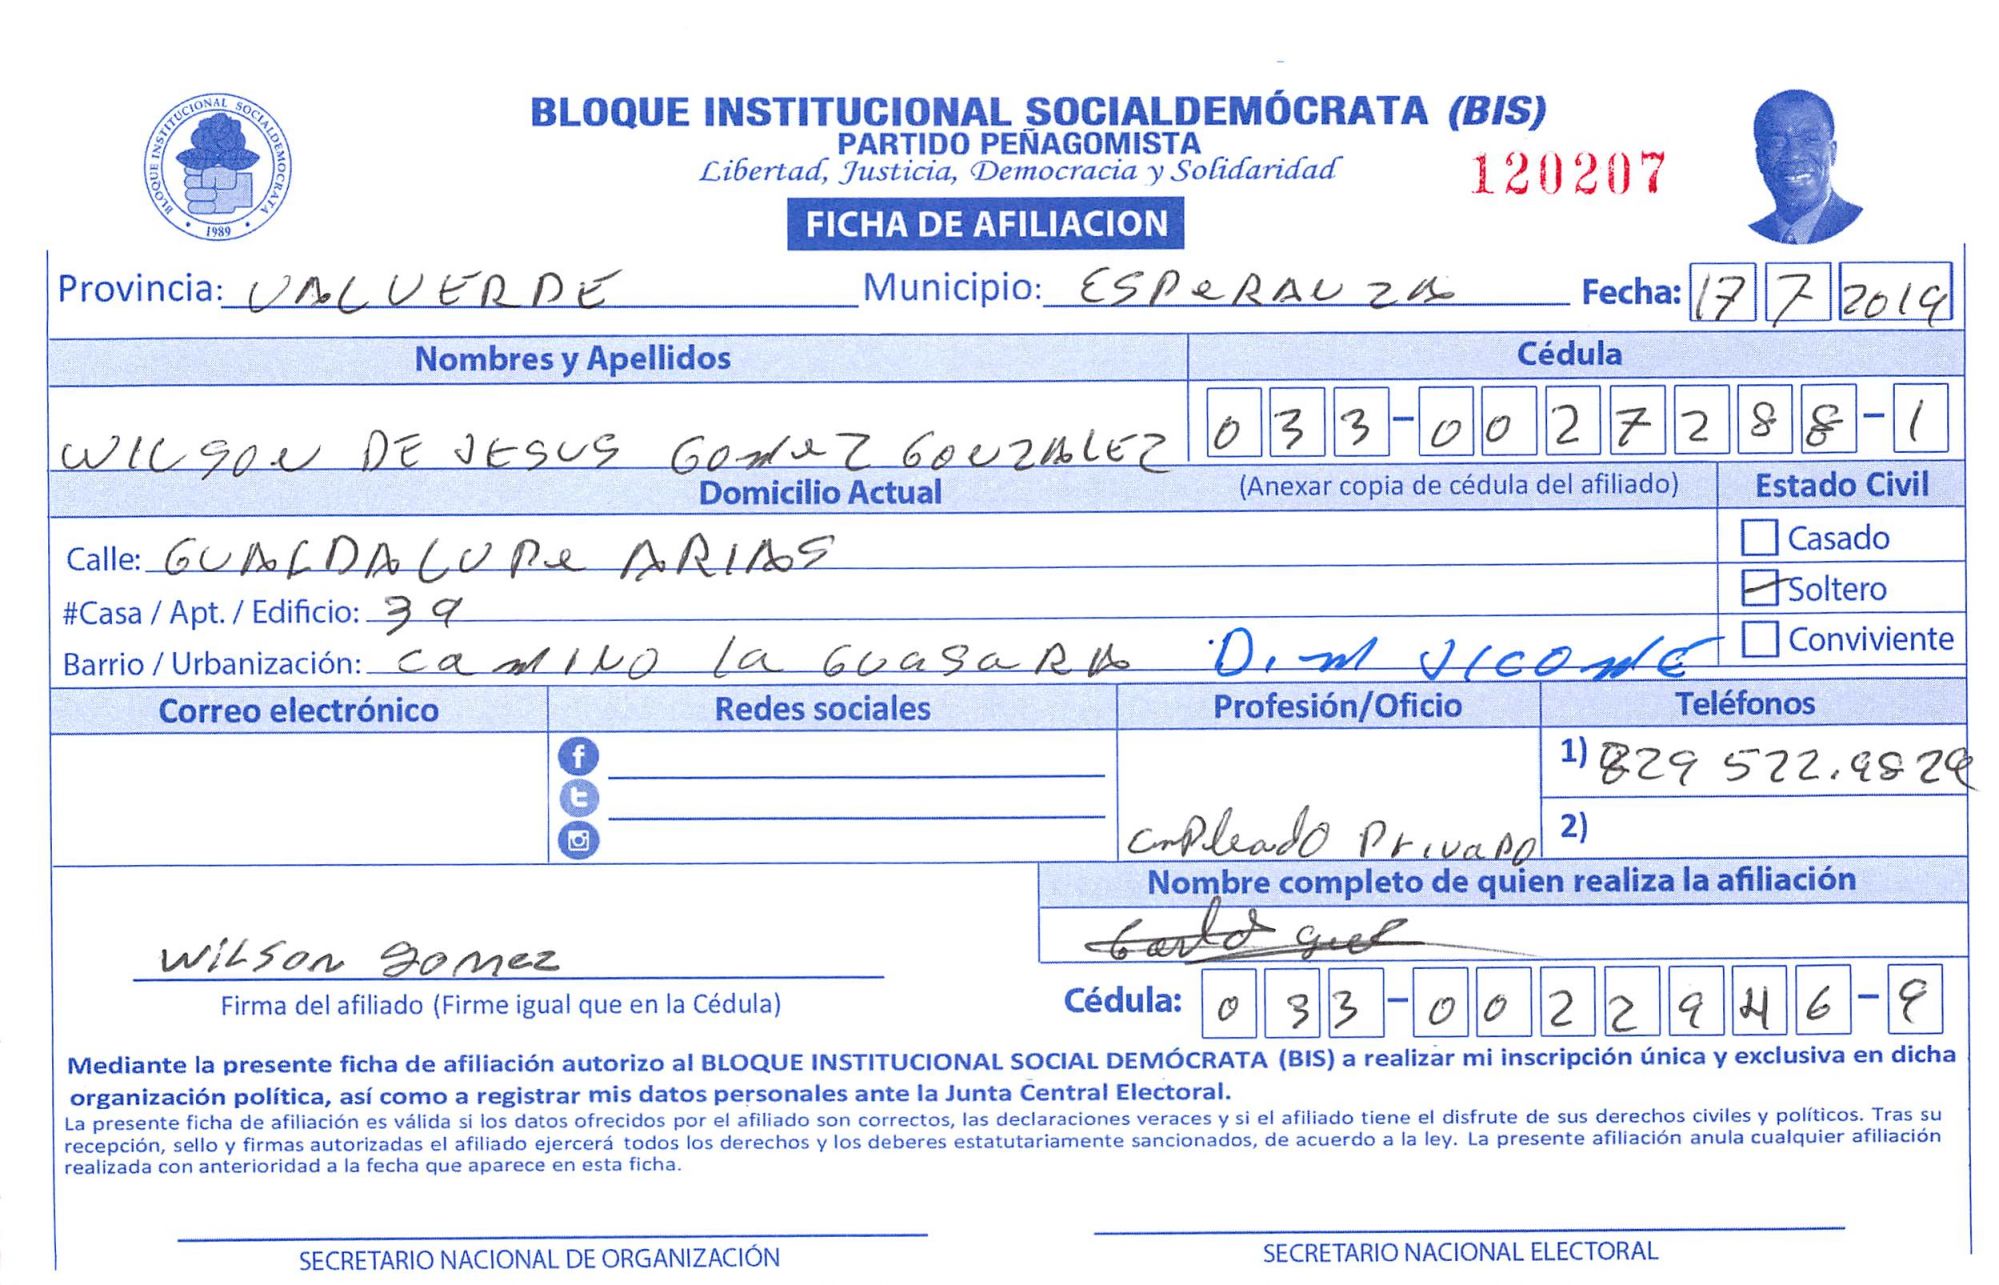 BLOQUE INSTITUCIONAL SOCIALDEMOCRATA
1989
BLOQUE INSTITUCIONAL SOCIALDEMÓCRATA (BIS)
PARTIDO PEÑAGOMISTA
Libertad, Justicia, Democracia y Solidaridad
120207
FICHA DE AFILIACION
Provincia: VALVERDE Municipio: ESPeRANZA Fecha: 17 7 2019
Nombres y Apellidos Cédula
WILSON DE JESUS GomeZ GONZALEZ 033-0027288-1
Domicilio Actual (Anexar copia de cédula del afiliado) Estado Civil
Calle: GUALDALUPe ARIAS Casado
#Casa / Apt. / Edificio: 39 Soltero
Barrio / Urbanización: camINO la GuasaRA D.m JICOmE Conviviente
Correo electrónico Redes sociales Profesión/Oficio Teléfonos
1) 829 522.9829
emPleado PrivaDO 2)
Nombre completo de quien realiza la afiliación
WiLSon gomez
Firma del afiliado (Firme igual que en la Cédula) Cédula: 033-0022946-9
Mediante la presente ficha de afiliación autorizo al BLOQUE INSTITUCIONAL SOCIAL DEMÓCRATA (BIS) a realizar mi inscripción única y exclusiva en dicha
organización política, así como a registrar mis datos personales ante la Junta Central Electoral.
La presente ficha de afiliación es válida si los datos ofrecidos por el afiliado son correctos, las declaraciones veraces y si el afiliado tiene el disfrute de sus derechos civiles y políticos. Tras su
recepción, sello y firmas autorizadas el afiliado ejercerá todos los derechos y los deberes estatutariamente sancionados, de acuerdo a la ley. La presente afiliación anula cualquier afiliación
realizada con anterioridad a la fecha que aparece en esta ficha.
SECRETARIO NACIONAL DE ORGANIZACIÓN SECRETARIO NACIONAL ELECTORAL